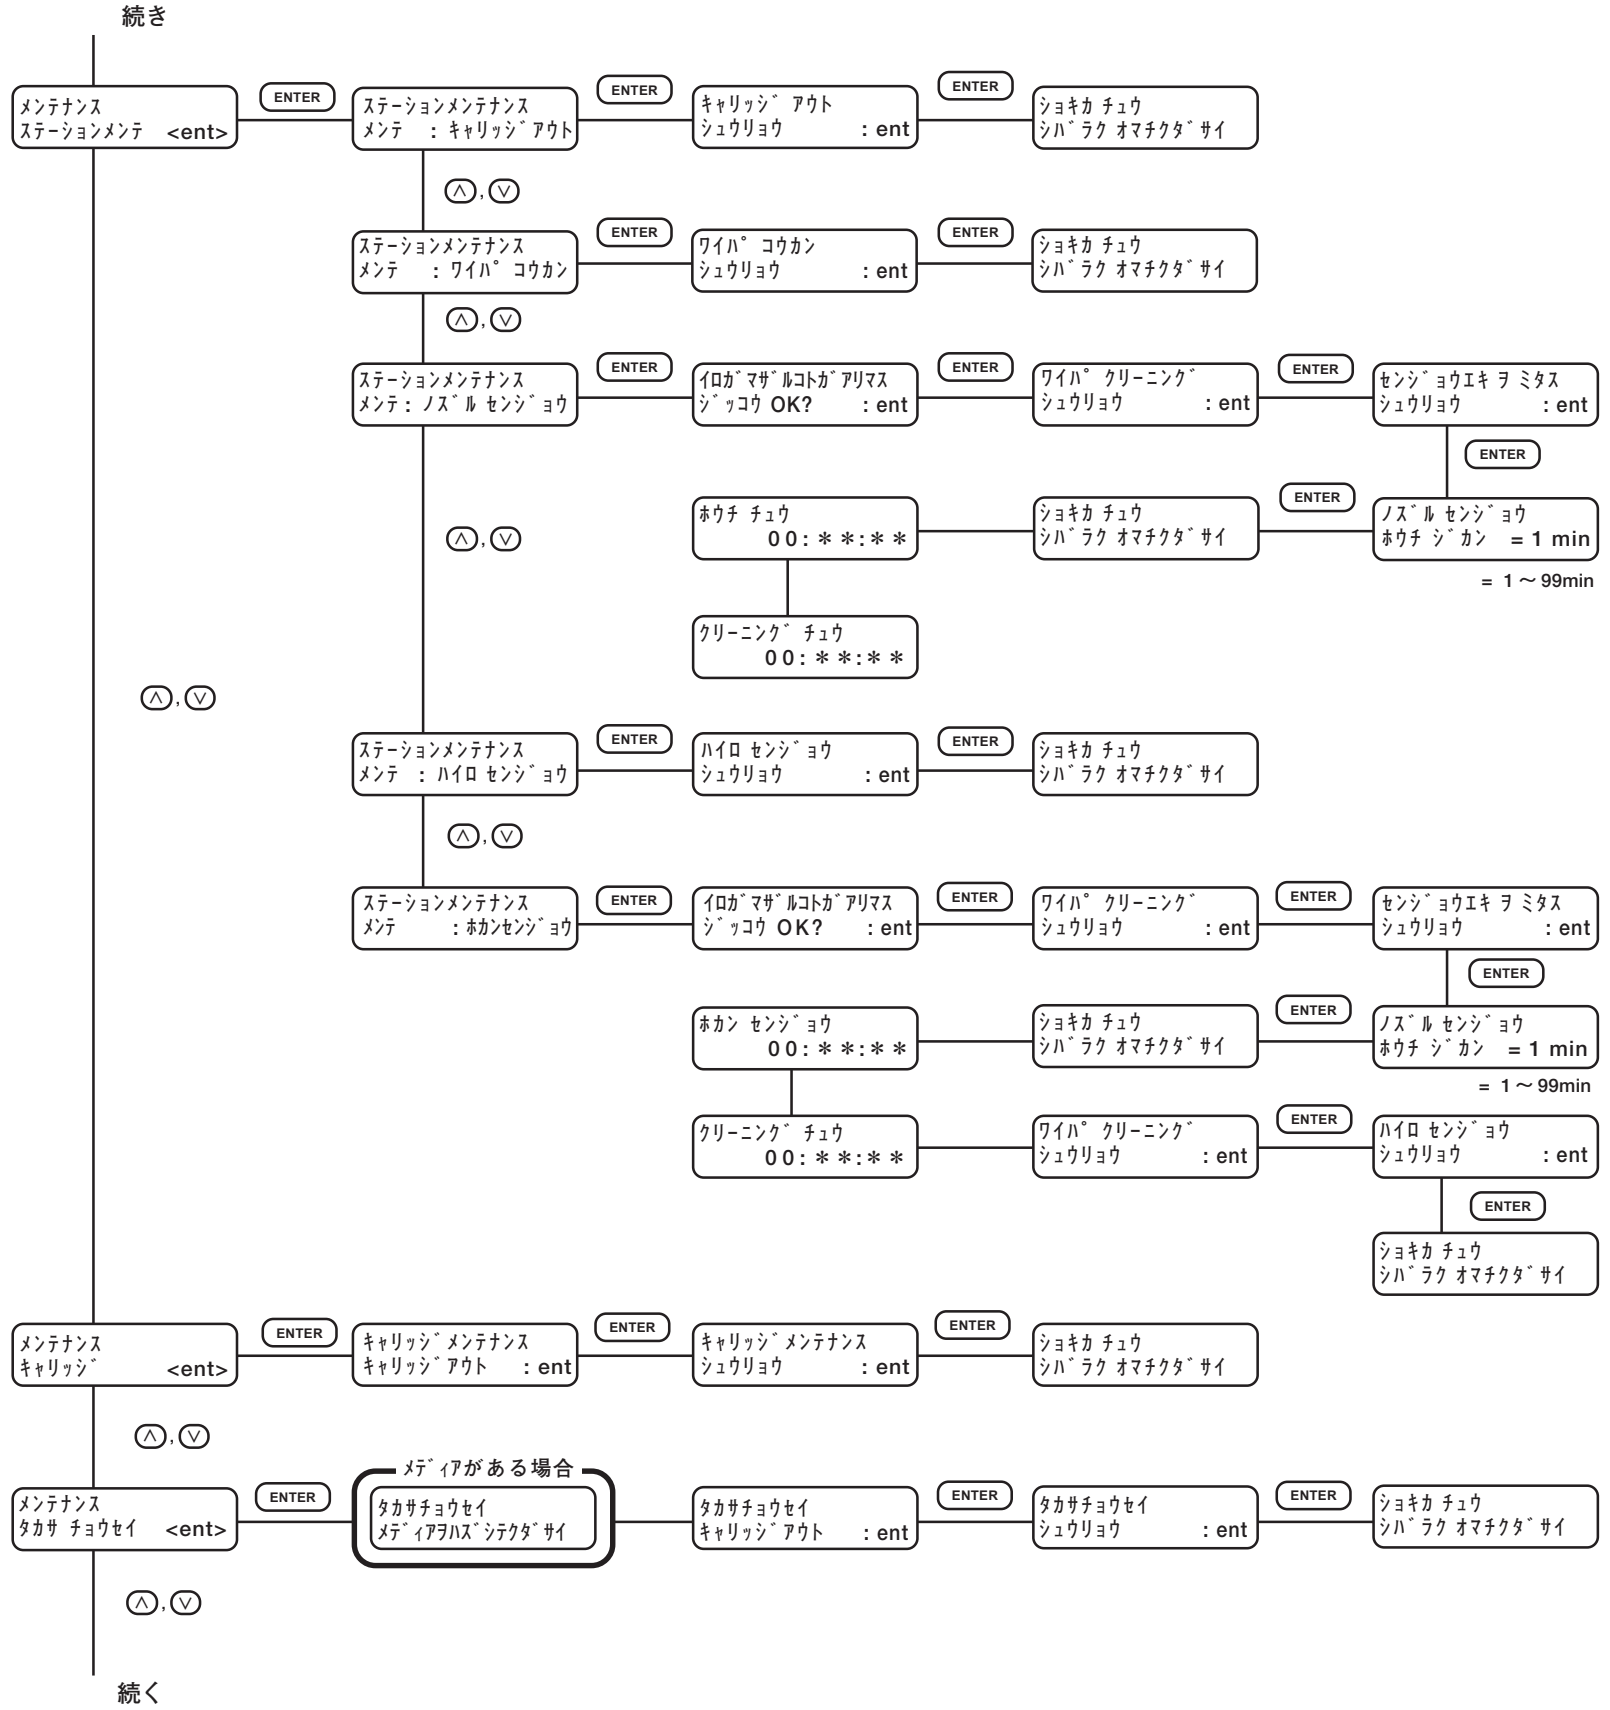 続き
メンテナンス
ステーションメンテ <ent>
ENTER
ステーションメンテナンス
メンテ : キャリッジアウト
ENTER
キャリッジ アウト
シュウリョウ : ent
ENTER
ショキカ チュウ
シバラク オマチクダサイ
∧, ∨
ステーションメンテナンス
メンテ : ワイパ コウカン
ENTER
ワイパ コウカン
シュウリョウ : ent
ENTER
ショキカ チュウ
シバラク オマチクダサイ
∧, ∨
ステーションメンテナンス
メンテ : ノズル センジョウ
ENTER
イロガマザルコトガアリマス
ジッコウ OK? : ent
ENTER
ワイパ クリーニング
シュウリョウ : ent
ENTER
センジョウエキ ヲ ミタス
シュウリョウ : ent
ENTER
ノズル センジョウ
ホウチ ジカン = 1 min
= 1～99min
ENTER
ショキカ チュウ
シバラク オマチクダサイ
ホウチ チュウ
00:**:**
クリーニング チュウ
00:**:**
∧, ∨
∧, ∨
ステーションメンテナンス
メンテ : ハイロ センジョウ
ENTER
ハイロ センジョウ
シュウリョウ : ent
ENTER
ショキカ チュウ
シバラク オマチクダサイ
∧, ∨
ステーションメンテナンス
メンテ : ホカンセンジョウ
ENTER
イロガマザルコトガアリマス
ジッコウ OK? : ent
ENTER
ワイパ クリーニング
シュウリョウ : ent
ENTER
センジョウエキ ヲ ミタス
シュウリョウ : ent
ENTER
ノズル センジョウ
ホウチ ジカン = 1 min
= 1～99min
ENTER
ショキカ チュウ
シバラク オマチクダサイ
ホカン センジョウ
00:**:**
クリーニング チュウ
00:**:**
ワイパ クリーニング
シュウリョウ : ent
ENTER
ハイロ センジョウ
シュウリョウ : ent
ENTER
ショキカ チュウ
シバラク オマチクダサイ
メンテナンス
キャリッジ <ent>
ENTER
キャリッジメンテナンス
キャリッジアウト : ent
ENTER
キャリッジメンテナンス
シュウリョウ : ent
ENTER
ショキカ チュウ
シバラク オマチクダサイ
∧, ∨
メンテナンス
タカサ チョウセイ <ent>
ENTER
メディアがある場合
タカサチョウセイ
メディアヲハズシテクダサイ
タカサチョウセイ
キャリッジアウト : ent
ENTER
タカサチョウセイ
シュウリョウ : ent
ENTER
ショキカ チュウ
シバラク オマチクダサイ
∧, ∨
続く